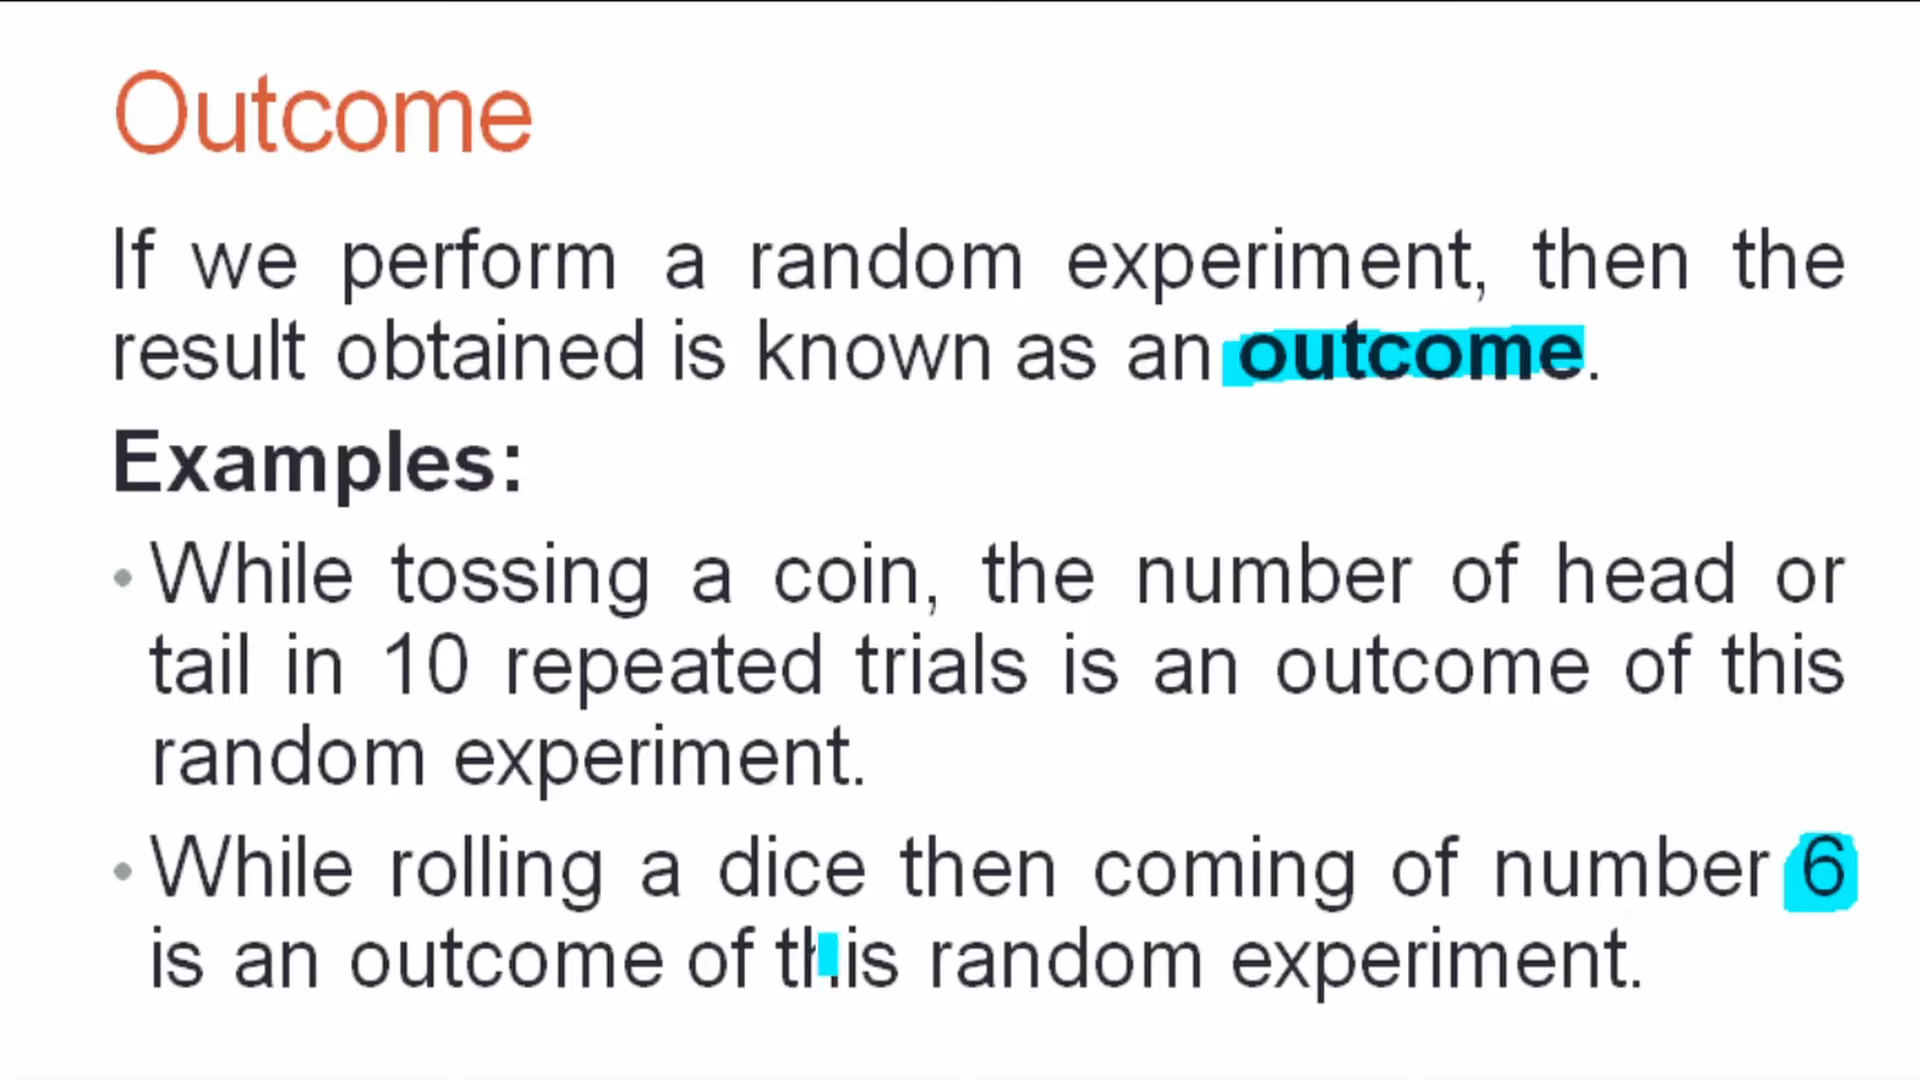 Outcome
If we perform a random experiment, then the
result obtained is known as an outcome.
Examples:
• While tossing a coin, the number of head or
tail in 10 repeated trials is an outcome of this
random experiment.
• While rolling a dice then coming of number 6
is an outcome of this random experiment.